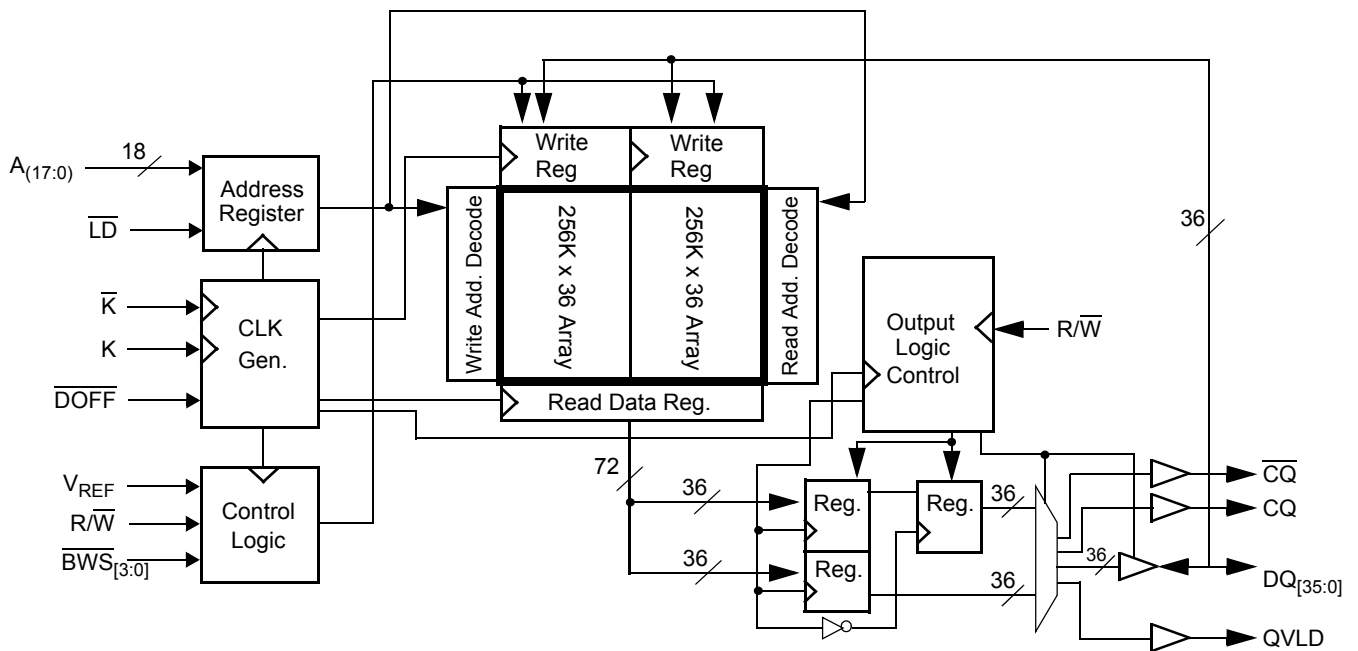 A(17:0)
18
LD
Address
Register
K
K
DOFF
CLK
Gen.
VREF
R/W
BWS[3:0]
Control
Logic
Write
Reg
Write
Reg
Write Add. Decode
256K x 36 Array
256K x 36 Array
Read Add. Decode
Read Data Reg.
72
36
36
Output
Logic
Control
R/W
36
Reg.
Reg.
Reg.
36
36
36
CQ
CQ
DQ[35:0]
QVLD